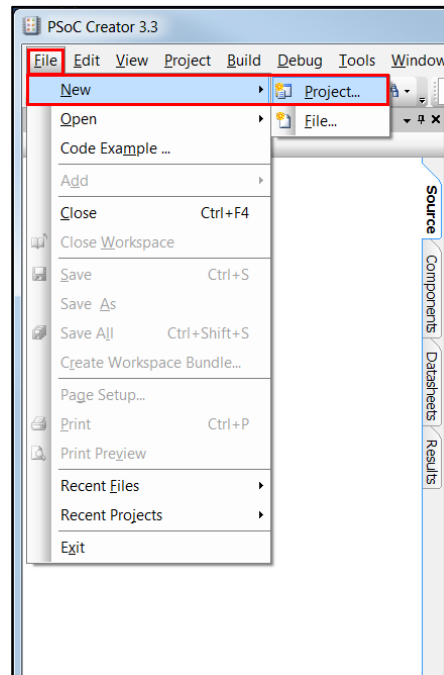 PSoC Creator 3.3
File Edit View Project Build Debug Tools Window
New
Project...
Open
File...
Code Example ...
Add
Close Ctrl+F4
Close Workspace
Save Ctrl+S
Save As
Save All Ctrl+Shift+S
Create Workspace Bundle...
Page Setup...
Print Ctrl+P
Print Preview
Recent Files
Recent Projects
Exit
Source
Components
Datasheets
Results